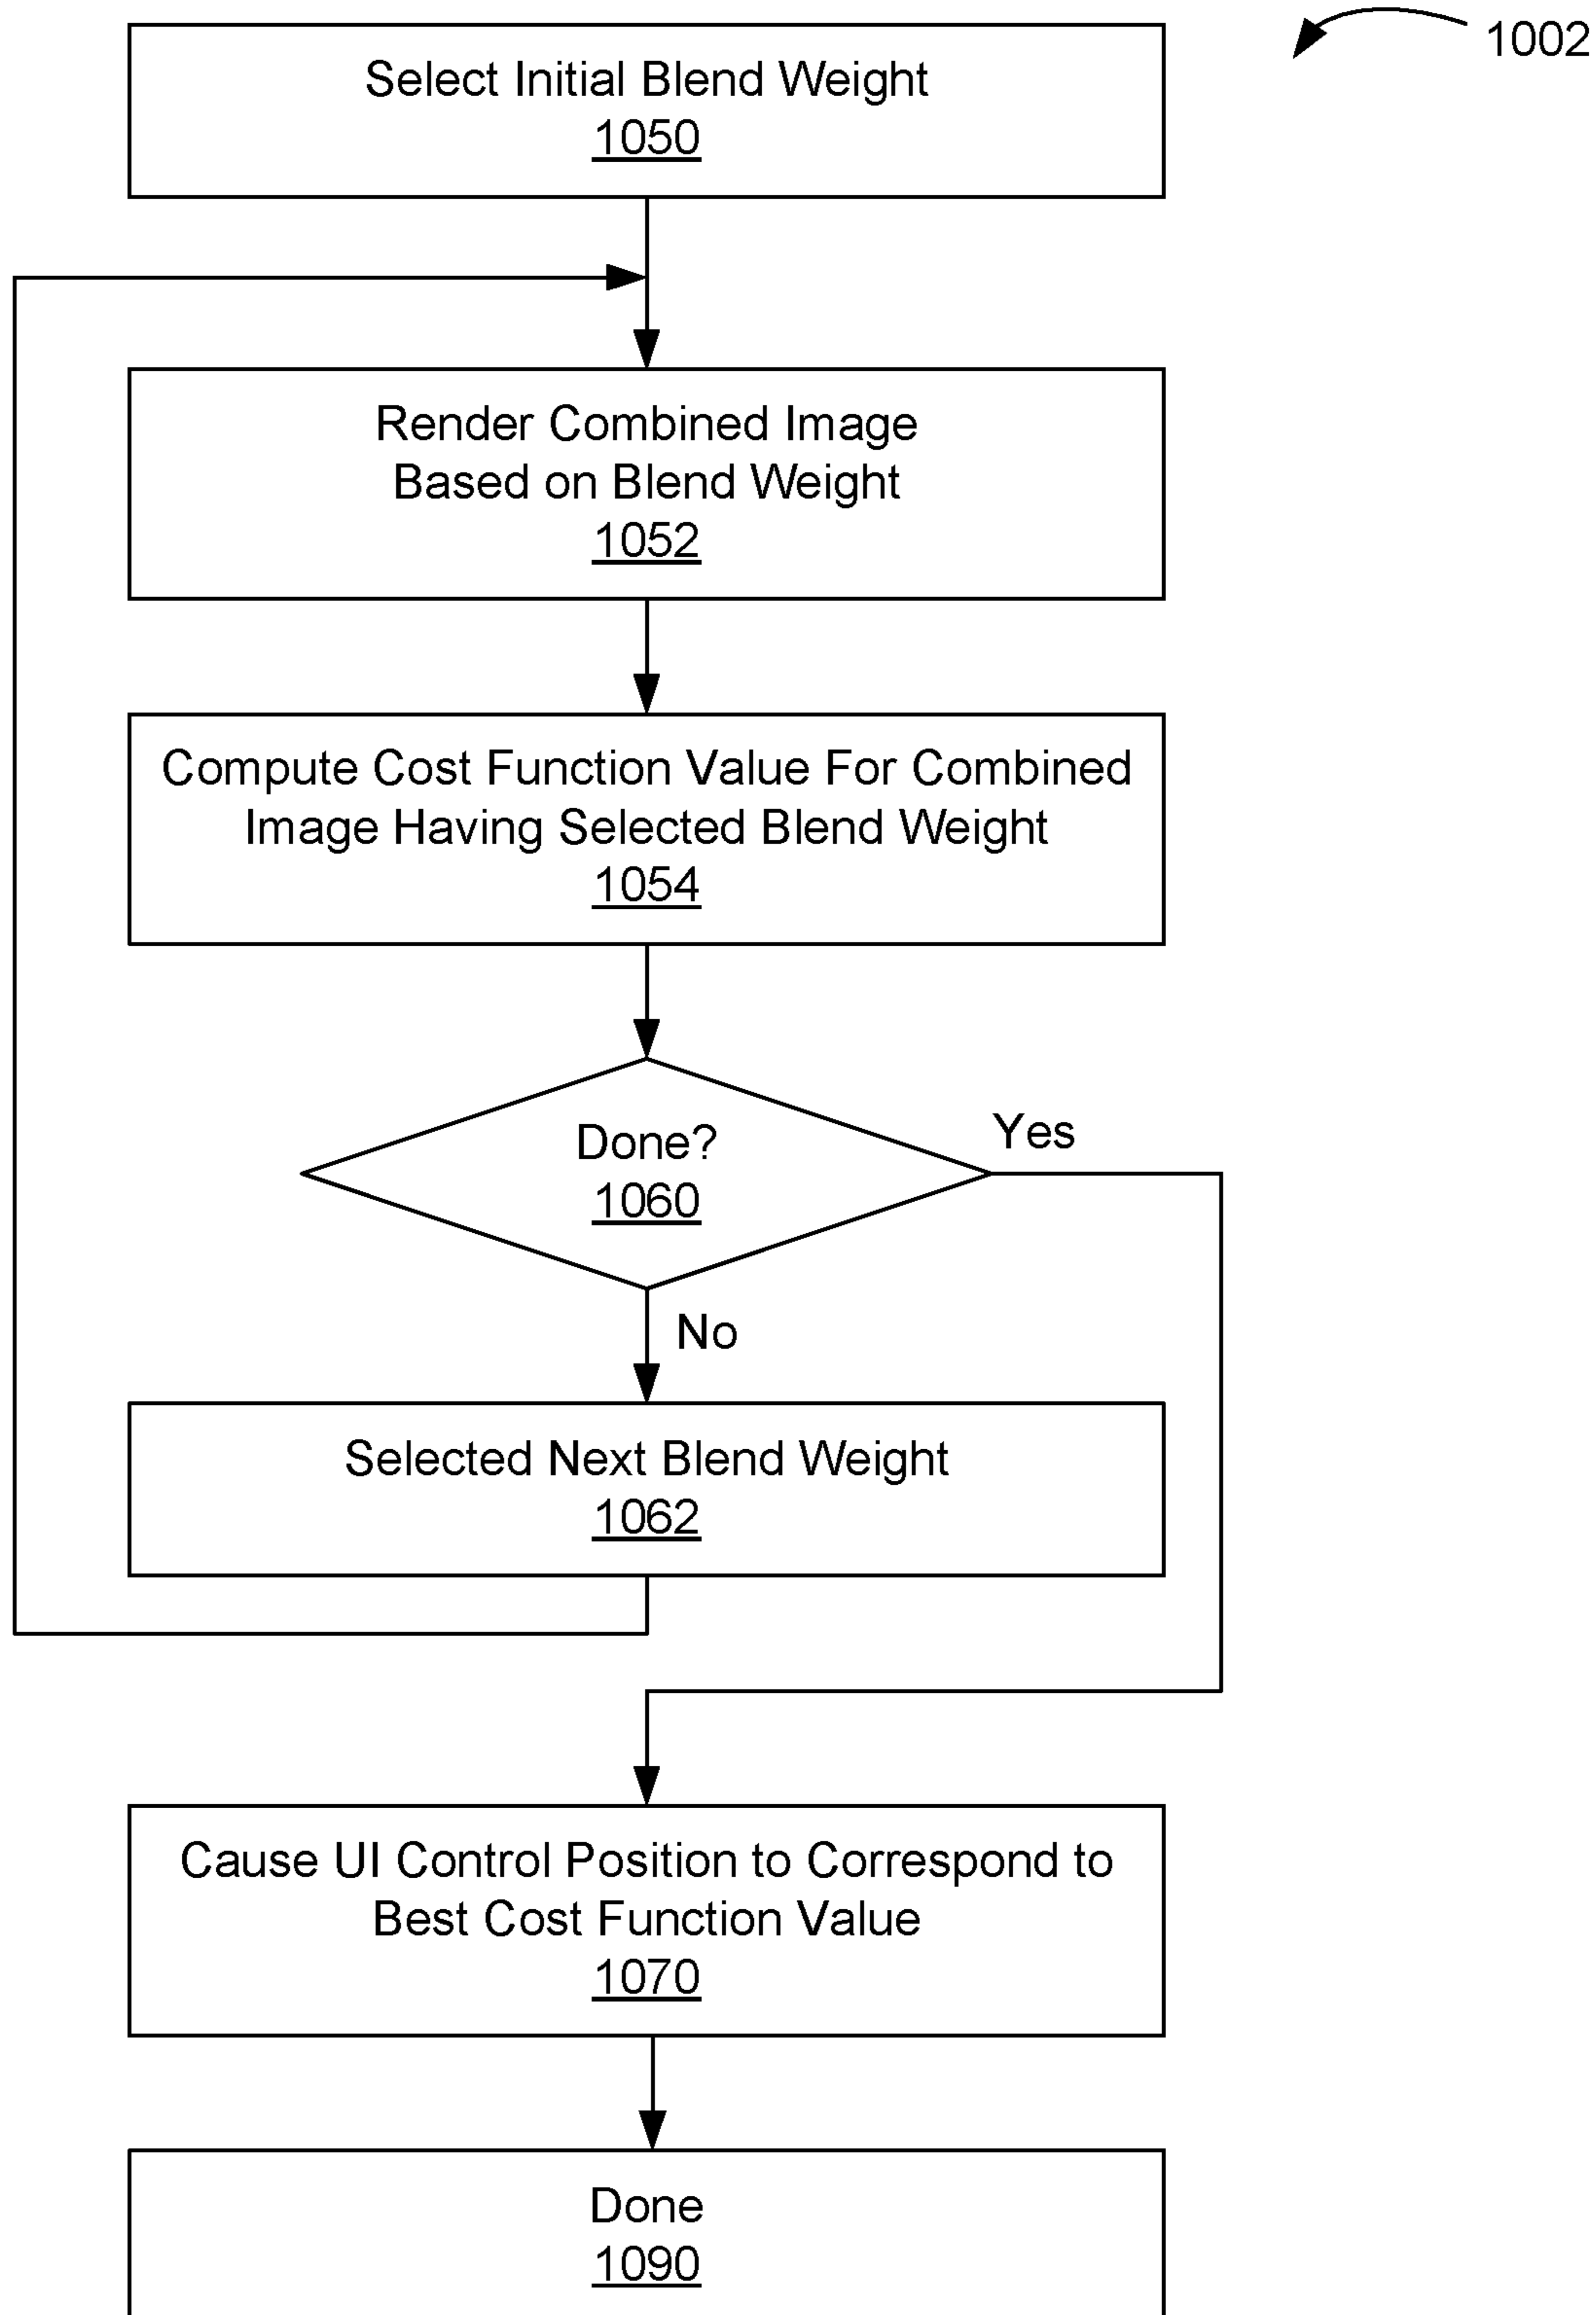 1002
Select Initial Blend Weight
1050
Render Combined Image
Based on Blend Weight
1052
Compute Cost Function Value For Combined
Image Having Selected Blend Weight
1054
Done?
1060
Yes
No
Selected Next Blend Weight
1062
Cause UI Control Position to Correspond to
Best Cost Function Value
1070
Done
1090